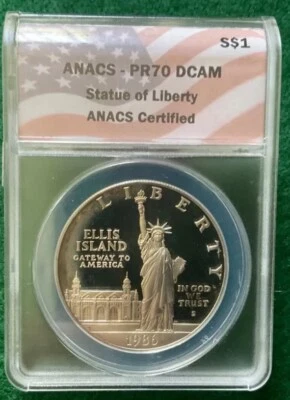 S$1
ANACS - PR70 DCAM
Statue of Liberty
ANACS Certified
LIBERTY
ELLIS
ISLAND
GATEWAY TO
AMERICA
IN GOD
WE
TRUST
S
1986